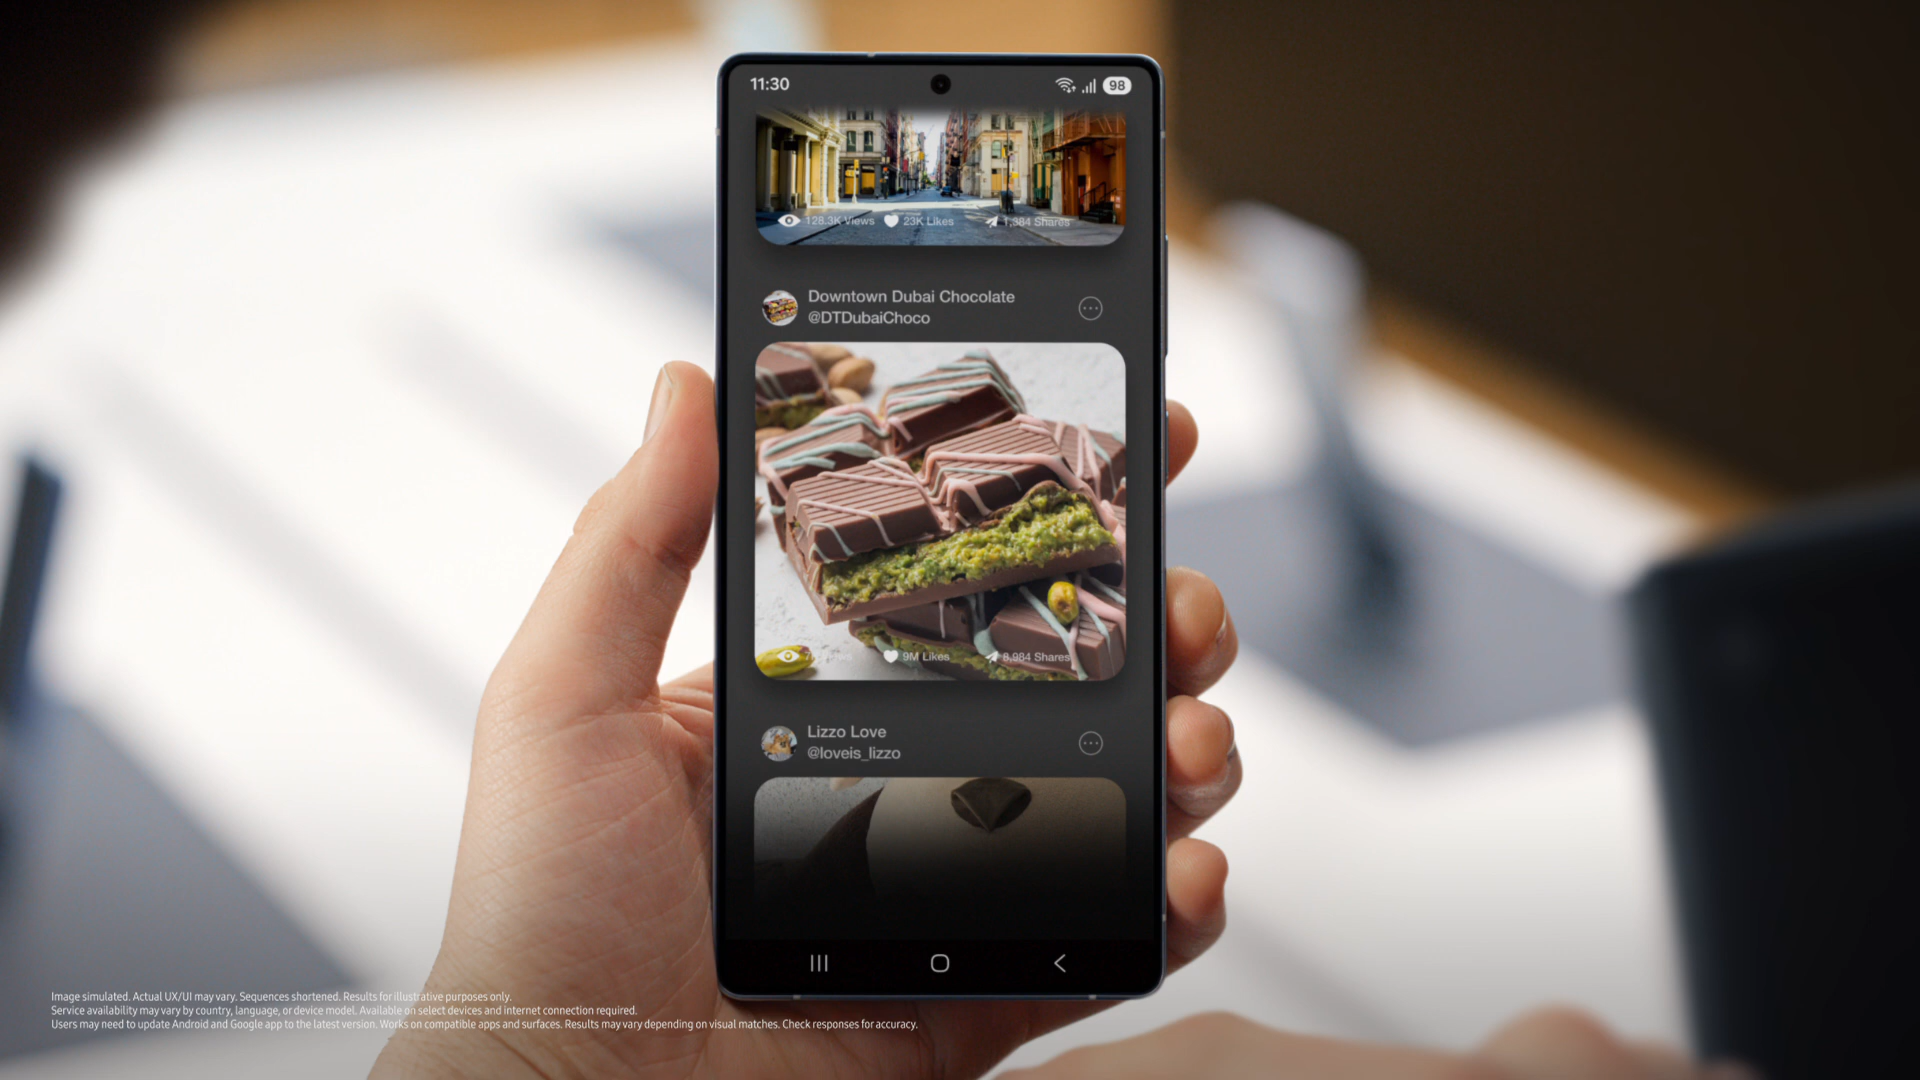 11:30
98
128.3K Views 23K Likes 1,384 Shares
Downtown Dubai Chocolate
@DTDubaiChoco
9M Likes 8,984 Shares
Lizzo Love
@loveis_lizzo
Image simulated. Actual UX/UI may vary. Sequences shortened. Results for illustrative purposes only.
Service availability may vary by country, language, or device model. Available on select devices and internet connection required.
Users may need to update Android and Google app to the latest version. Works on compatible apps and surfaces. Results may vary depending on visual matches. Check responses for accuracy.